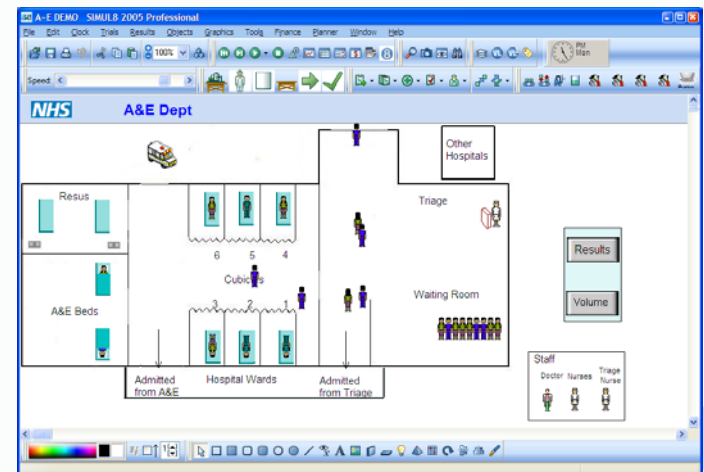 A-E DEMO SIMUL8 2005 Professional
File Edit Clock Trials Results Objects Graphics Tools Finance Planner Window Help
100%
PM
Mon
Speed:
NHS A&E Dept
Other
Hospitals
Resus
Triage
6 5 4
Results
Cubicles
A&E Beds
3 2 1
Waiting Room
Volume
Staff
Doctor Nurses Triage
Nurse
Admitted
from A&E
Hospital Wards
Admitted
from Triage